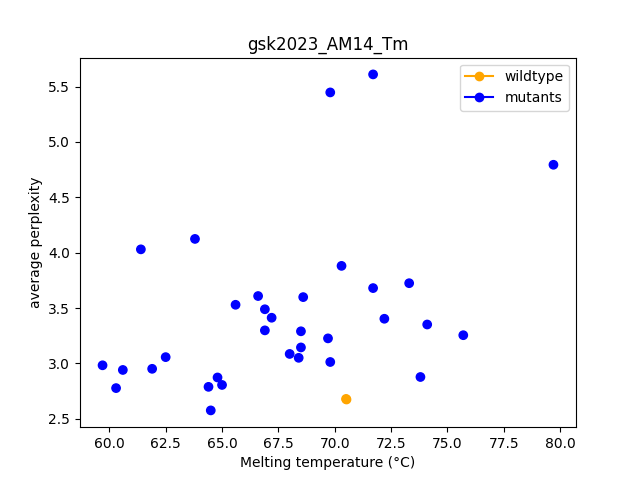 gsk2023_AM14_Tm
wildtype
mutants
5.5
5.0
4.5
4.0
3.5
3.0
2.5
average perplexity
60.0 62.5 65.0 67.5 70.0 72.5 75.0 77.5 80.0
Melting temperature (°C)